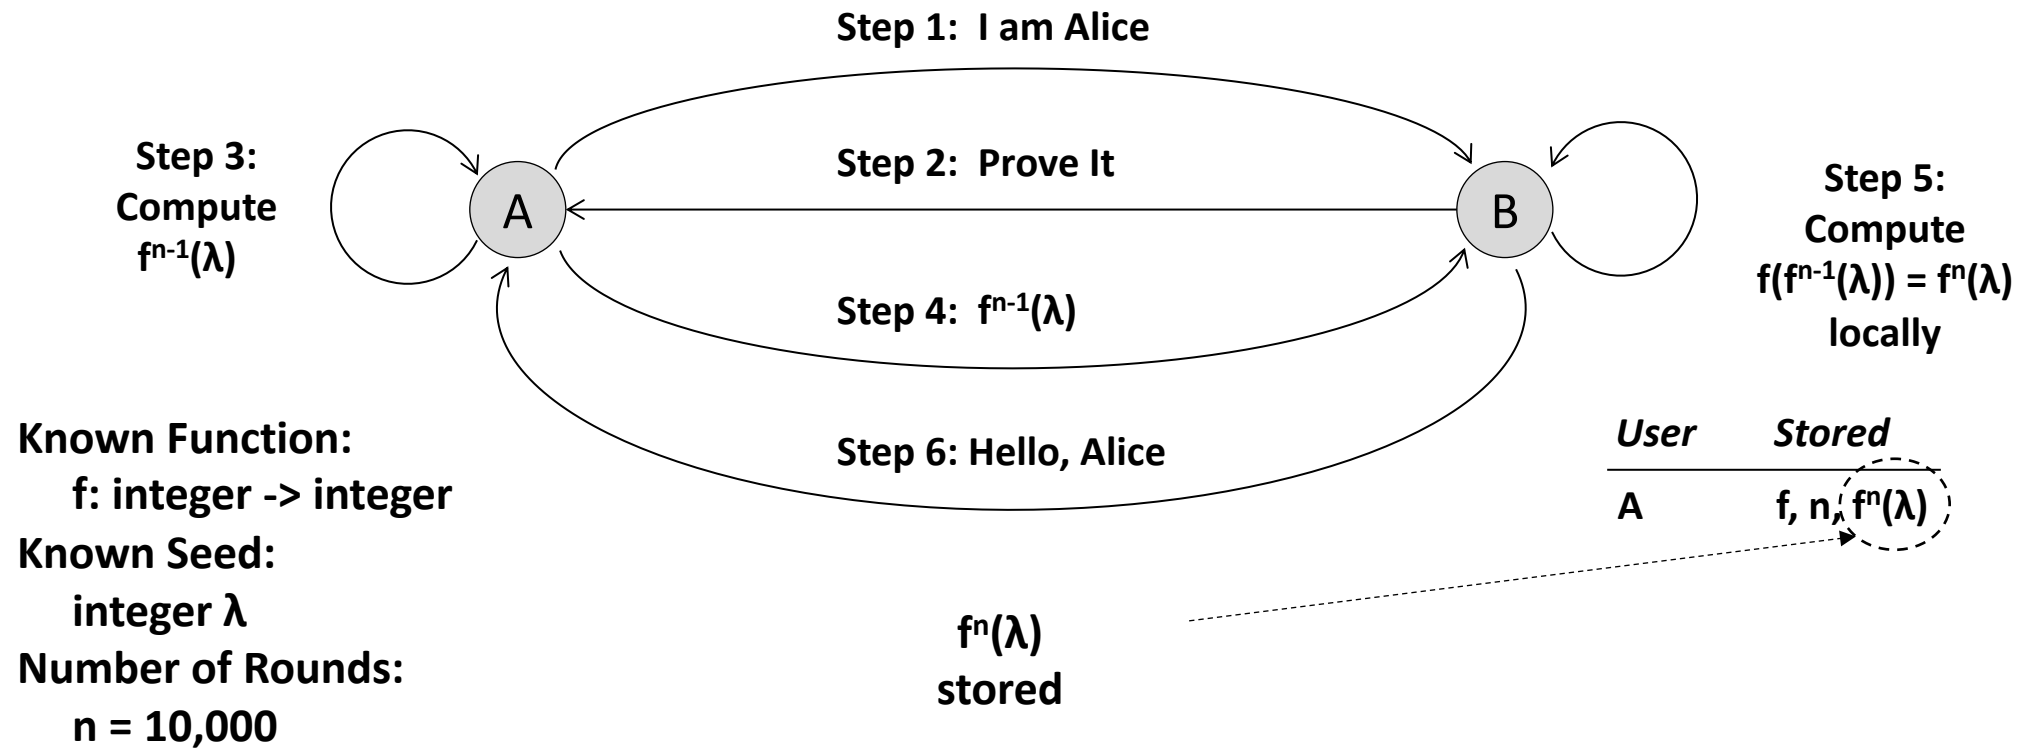 Step 1: I am Alice
Step 2: Prove It
Step 3:
Compute
fⁿ⁻¹(λ)
A
B
Step 5:
Compute
f(fⁿ⁻¹(λ)) = fⁿ(λ)
locally
Step 4: fⁿ⁻¹(λ)
Step 6: Hello, Alice
Known Function:
f: integer -> integer
Known Seed:
integer λ
Number of Rounds:
n = 10,000
User Stored
A f, n, fⁿ(λ)
fⁿ(λ)
stored